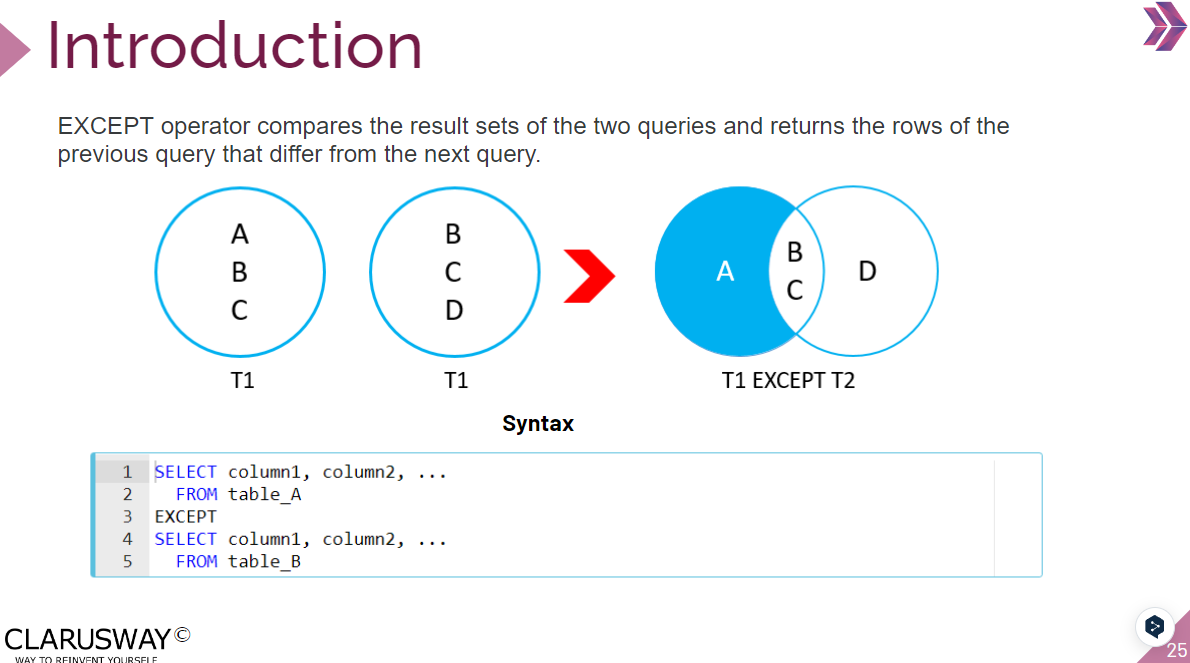 Introduction
EXCEPT operator compares the result sets of the two queries and returns the rows of the
previous query that differ from the next query.
A
B
C
B
C
D
A
B
C
D
T1
T1
T1 EXCEPT T2
Syntax
1 SELECT column1, column2, ...
2 FROM table_A
3 EXCEPT
4 SELECT column1, column2, ...
5 FROM table_B
CLARUSWAY©
WAY TO REINVENT YOURSELF
25